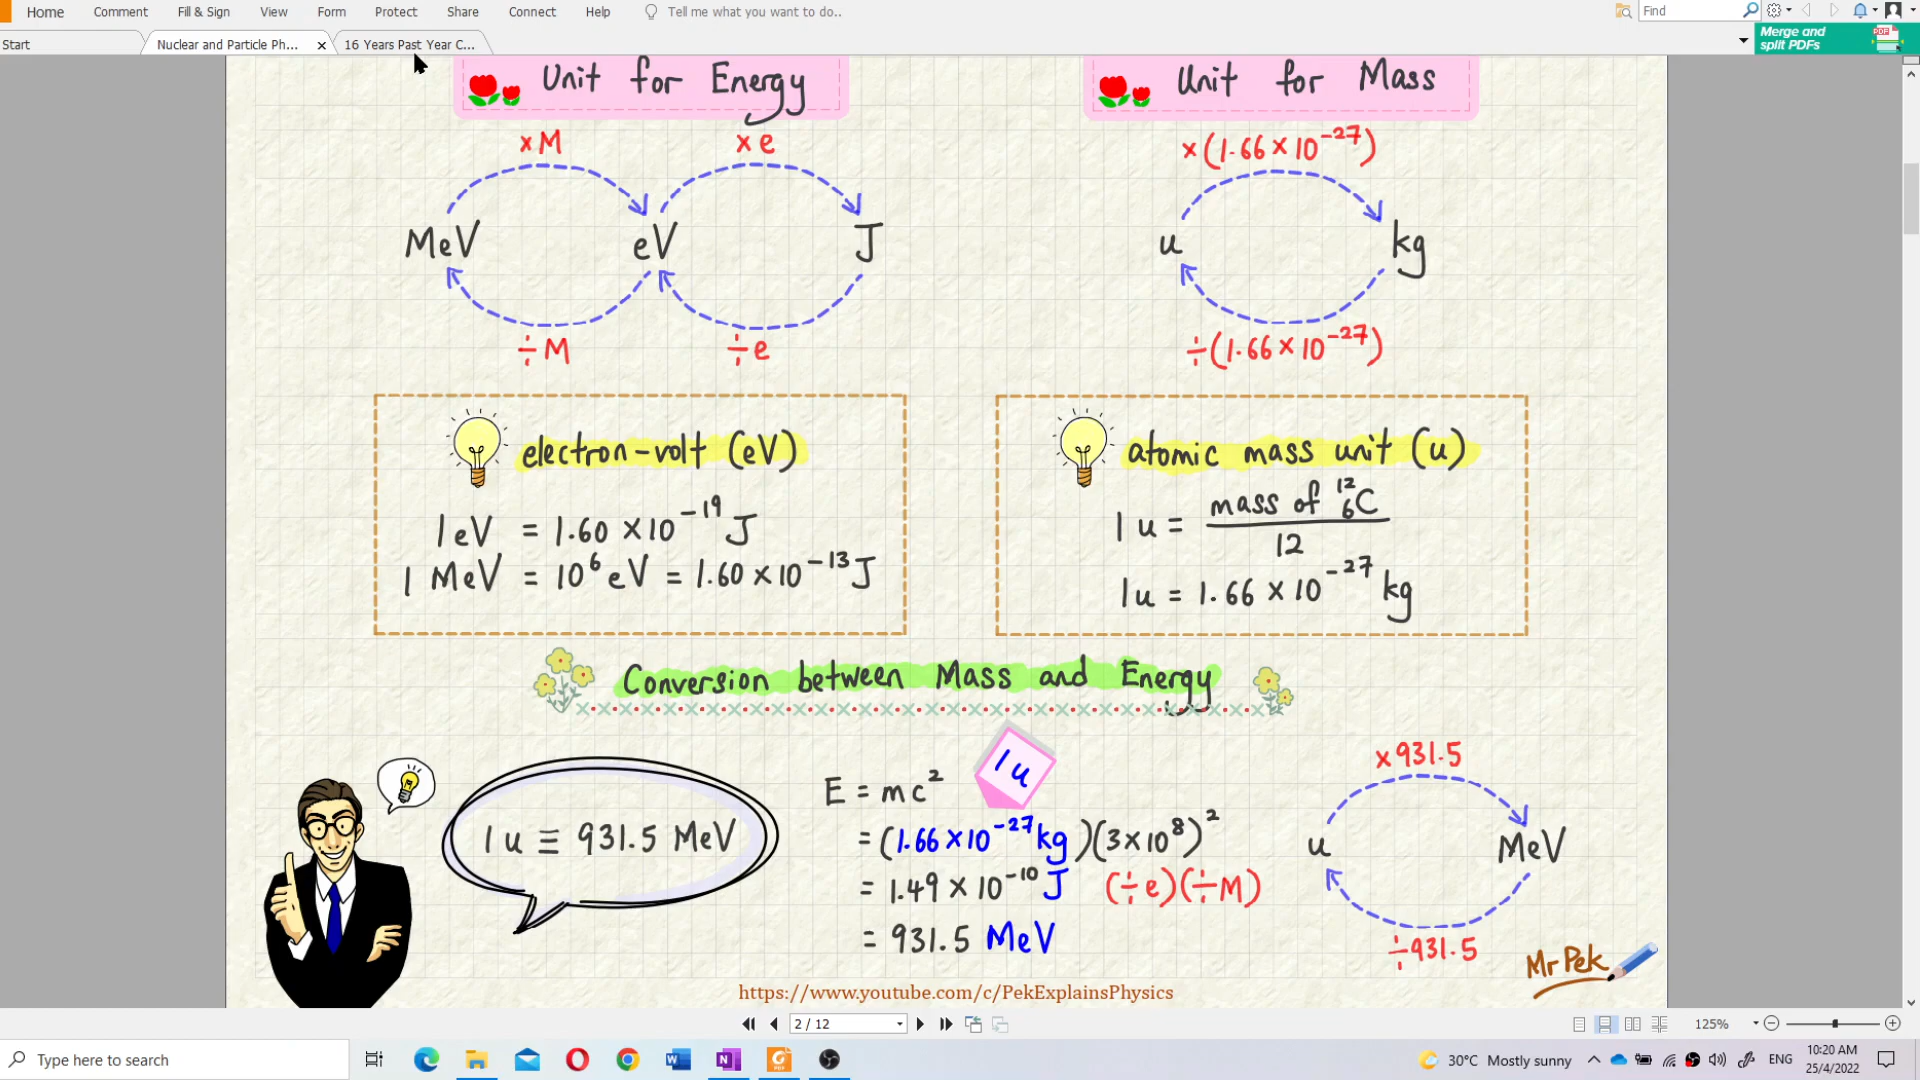 Home Comment Fill & Sign View Form Protect Share Connect Help Tell me what you want to do.. Find
Start Nuclear and Particle Ph... × 16 Years Past Year C... Merge and
split PDFs
Unit for Energy
Unit for Mass
×M
×e
×(1.66×10⁻²⁷)
MeV
eV
J
u
kg
÷M
÷e
÷(1.66×10⁻²⁷)
electron-volt (eV)
1 eV = 1.60 ×10⁻¹⁹ J
1 MeV = 10⁶ eV = 1.60×10⁻¹³ J
atomic mass unit (u)
1 u = mass of ¹²₆C / 12
1u = 1.66 × 10⁻²⁷ kg
Conversion between Mass and Energy
1 u ≡ 931.5 MeV
1 u
E = mc²
= (1.66×10⁻²⁷ kg)(3×10⁸)²
= 1.49 × 10⁻¹⁰ J (÷e)(÷M)
= 931.5 MeV
×931.5
u
MeV
÷931.5
Mr Pek
https://www.youtube.com/c/PekExplainsPhysics
2 / 12
125%
Type here to search
30°C Mostly sunny
ENG
10:20 AM
25/4/2022